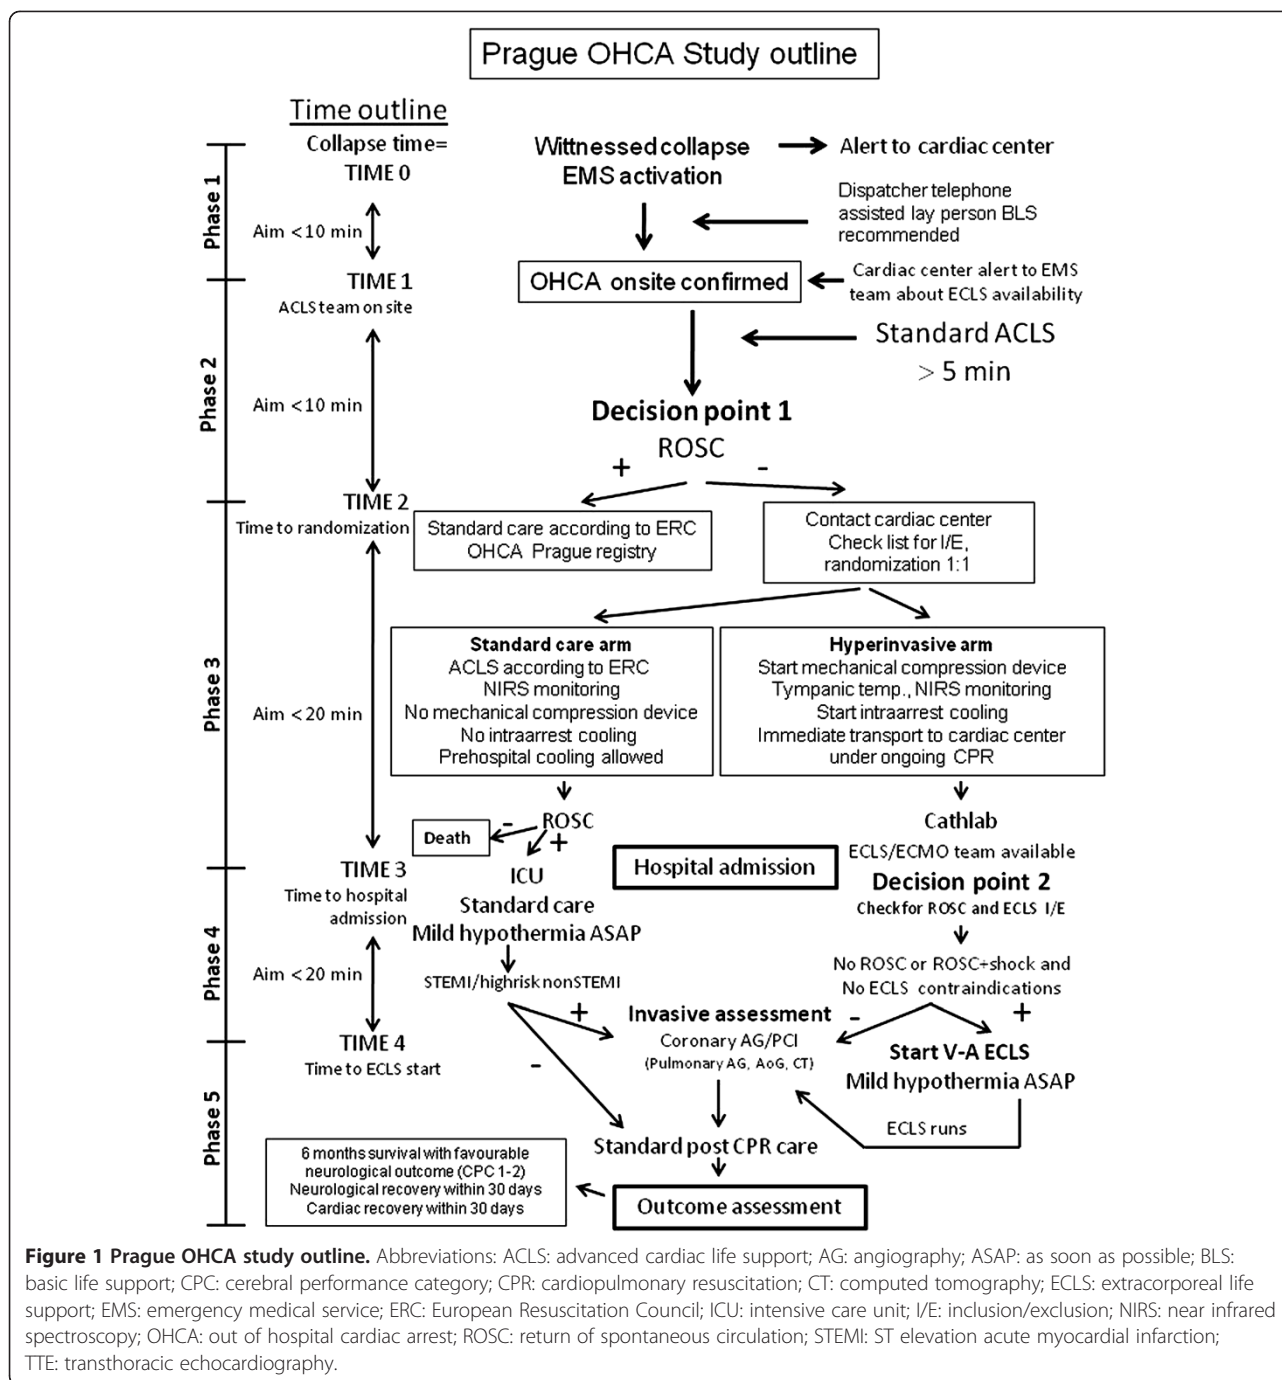 Prague OHCA Study outline
Time outline
Collapse time=
TIME 0
Wittnessed collapse
EMS activation
Alert to cardiac center
Phase 1
Aim <10 min
Dispatcher telephone
assisted lay person BLS
recommended
TIME 1
ACLS team on site
OHCA onsite confirmed
Cardiac center alert to EMS
team about ECLS availability
Standard ACLS
> 5 min
Phase 2
Aim <10 min
Decision point 1
ROSC
+
-
TIME 2
Time to randomization
Standard care according to ERC
OHCA Prague registry
Contact cardiac center
Check list for I/E,
randomization 1:1
Phase 3
Aim <20 min
Standard care arm
ACLS according to ERC
NIRS monitoring
No mechanical compression device
No intraarrest cooling
Prehospital cooling allowed
Hyperinvasive arm
Start mechanical compression device
Tympanic temp., NIRS monitoring
Start intraarrest cooling
Immediate transport to cardiac center
under ongoing CPR
Death
-
ROSC
+
Cathlab
ECLS/ECMO team available
TIME 3
Time to hospital
admission
ICU
Standard care
Mild hypothermia ASAP
Hospital admission
Decision point 2
Check for ROSC and ECLS I/E
Phase 4
Aim <20 min
STEMI/highrisk nonSTEMI
No ROSC or ROSC+shock and
No ECLS contraindications
+
-
-
+
Invasive assessment
Coronary AG/PCI
(Pulmonary AG, AoG, CT)
Start V-A ECLS
Mild hypothermia ASAP
TIME 4
Time to ECLS start
Phase 5
ECLS runs
Standard post CPR care
6 months survival with favourable
neurological outcome (CPC 1-2)
Neurological recovery within 30 days
Cardiac recovery within 30 days
Outcome assessment
Figure 1 Prague OHCA study outline. Abbreviations: ACLS: advanced cardiac life support; AG: angiography; ASAP: as soon as possible; BLS:
basic life support; CPC: cerebral performance category; CPR: cardiopulmonary resuscitation; CT: computed tomography; ECLS: extracorporeal life
support; EMS: emergency medical service; ERC: European Resuscitation Council; ICU: intensive care unit; I/E: inclusion/exclusion; NIRS: near infrared
spectroscopy; OHCA: out of hospital cardiac arrest; ROSC: return of spontaneous circulation; STEMI: ST elevation acute myocardial infarction;
TTE: transthoracic echocardiography.